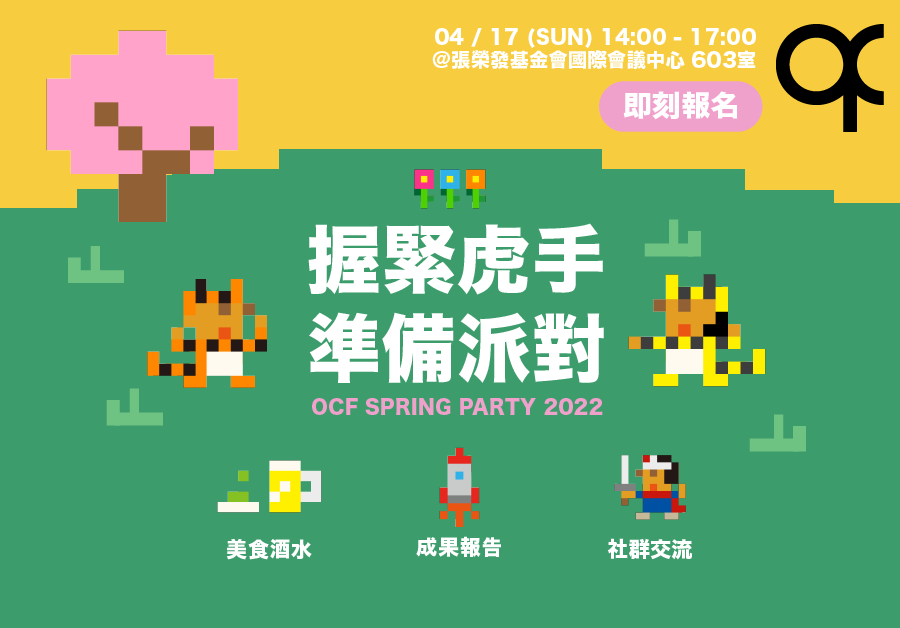 04 / 17 (SUN) 14:00 - 17:00
@張榮發基金會國際會議中心 603室
即刻報名
握緊虎手
準備派對
OCF SPRING PARTY 2022
美食酒水
成果報告
社群交流